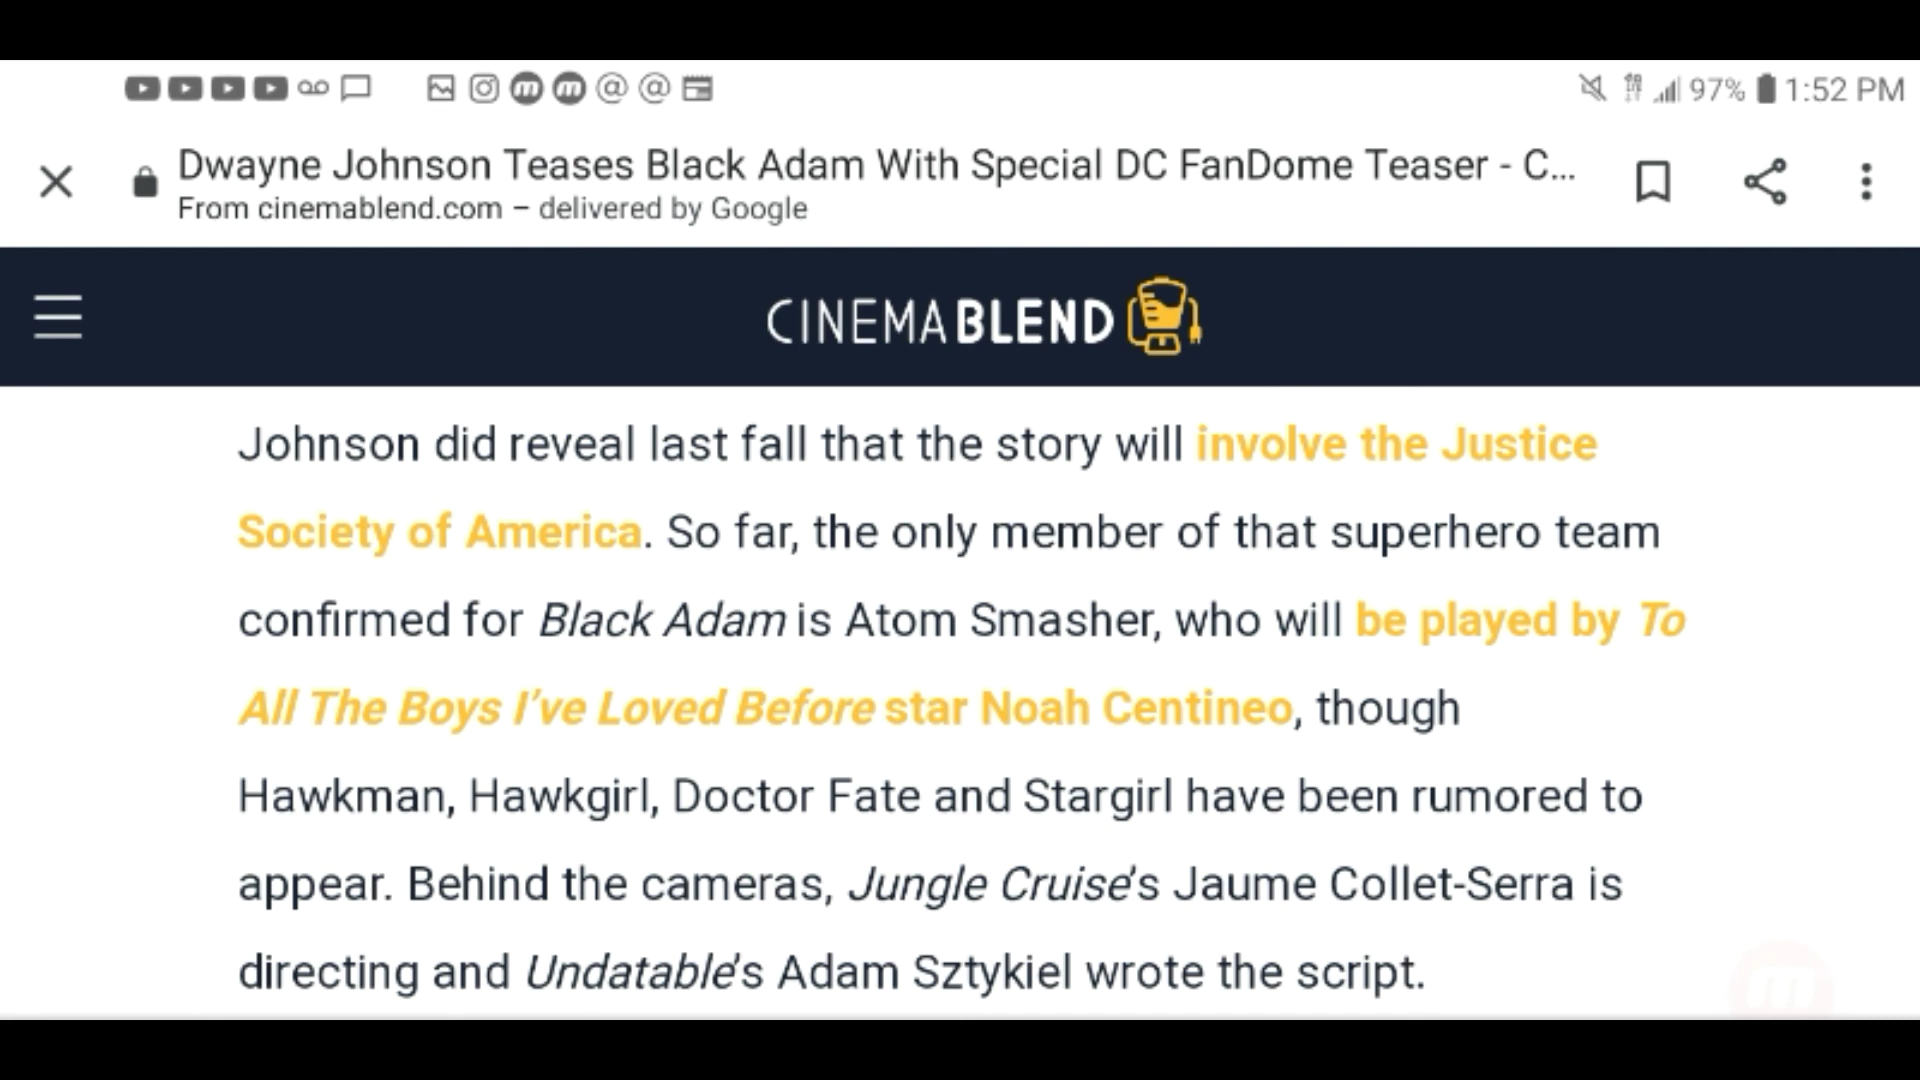 97% 1:52 PM
Dwayne Johnson Teases Black Adam With Special DC FanDome Teaser - C...
From cinemablend.com – delivered by Google
CINEMABLEND
Johnson did reveal last fall that the story will involve the Justice
Society of America. So far, the only member of that superhero team
confirmed for Black Adam is Atom Smasher, who will be played by To
All The Boys I've Loved Before star Noah Centineo, though
Hawkman, Hawkgirl, Doctor Fate and Stargirl have been rumored to
appear. Behind the cameras, Jungle Cruise's Jaume Collet-Serra is
directing and Undatable's Adam Sztykiel wrote the script.